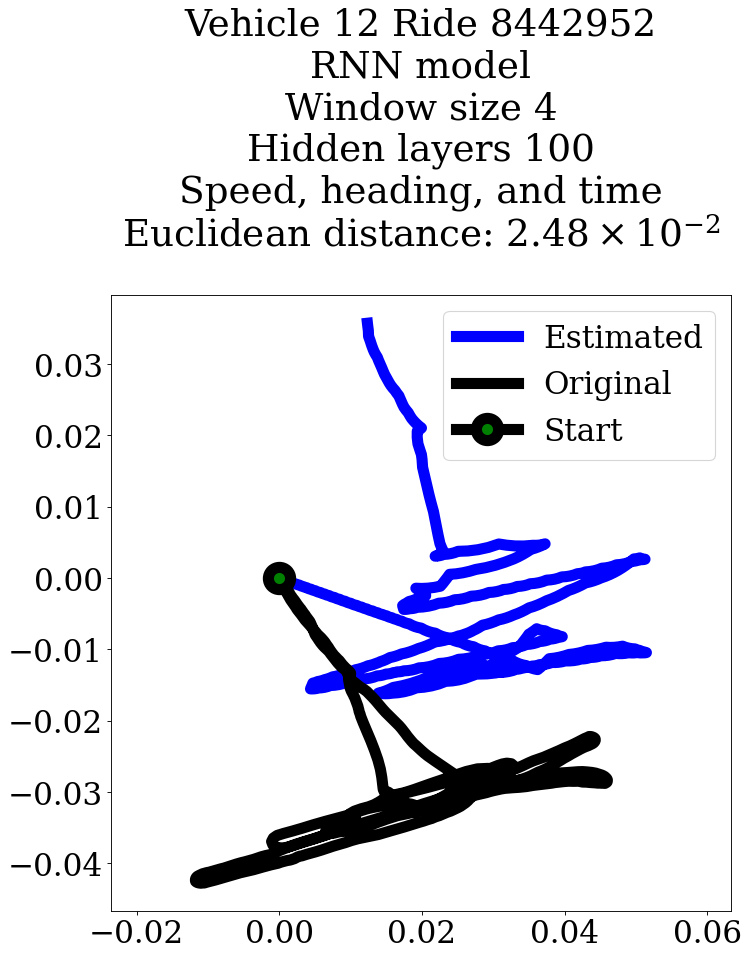 Vehicle 12 Ride 8442952
RNN model
Window size 4
Hidden layers 100
Speed, heading, and time
Euclidean distance: 2.48 × 10⁻²
Estimated
Original
Start
0.03
0.02
0.01
0.00
−0.01
−0.02
−0.03
−0.04
−0.02 0.00 0.02 0.04 0.06